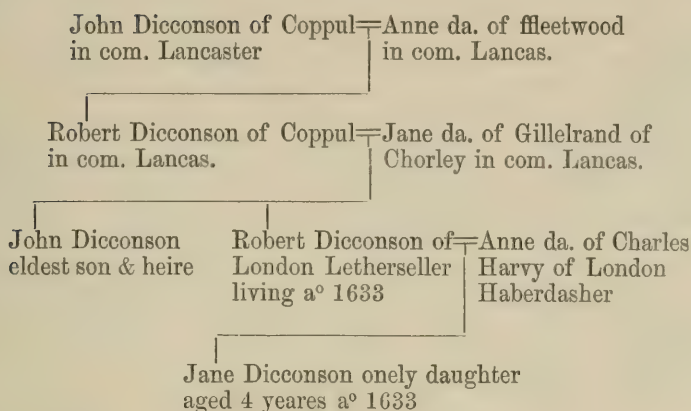 John Dicconson of Coppul Anne da. of ffleetwood
in com. Lancaster in com. Lancas.
Robert Dicconson of Coppul Jane da. of Gillelrand of
in com. Lancas. Chorley in com. Lancas.
John Dicconson Robert Dicconson of Anne da. of Charles
eldest son & heire London Letherseller Harvy of London
living aº 1633 Haberdasher
Jane Dicconson onely daughter
aged 4 yeares aº 1633